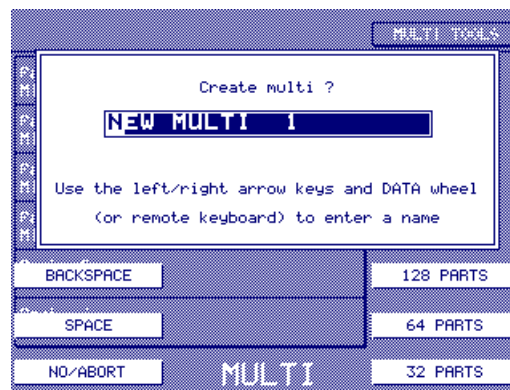 MULTI TOOLS
Create multi ?
NEW MULTI 1
Use the left/right arrow keys and DATA wheel
(or remote keyboard) to enter a name
BACKSPACE
128 PARTS
SPACE
64 PARTS
NO/ABORT
MULTI
32 PARTS